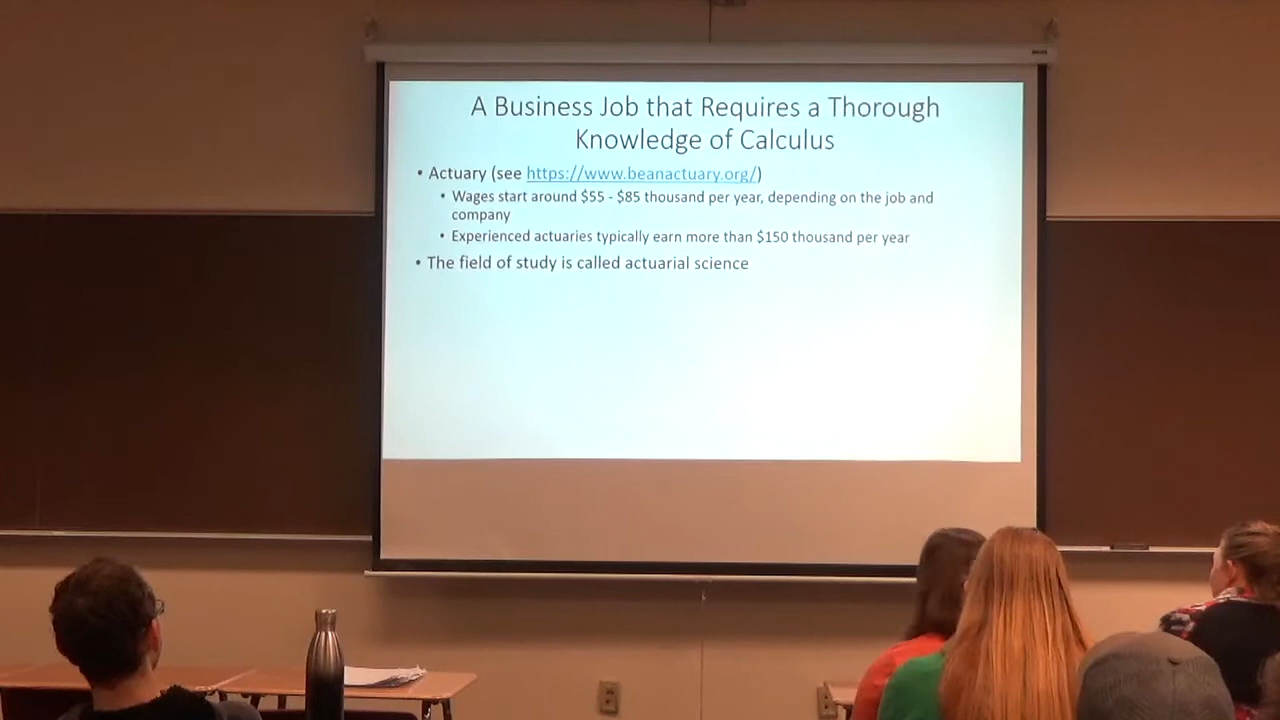 A Business Job that Requires a Thorough
Knowledge of Calculus
• Actuary (see https://www.beanactuary.org/)
• Wages start around $55 - $85 thousand per year, depending on the job and
company
• Experienced actuaries typically earn more than $150 thousand per year
• The field of study is called actuarial science